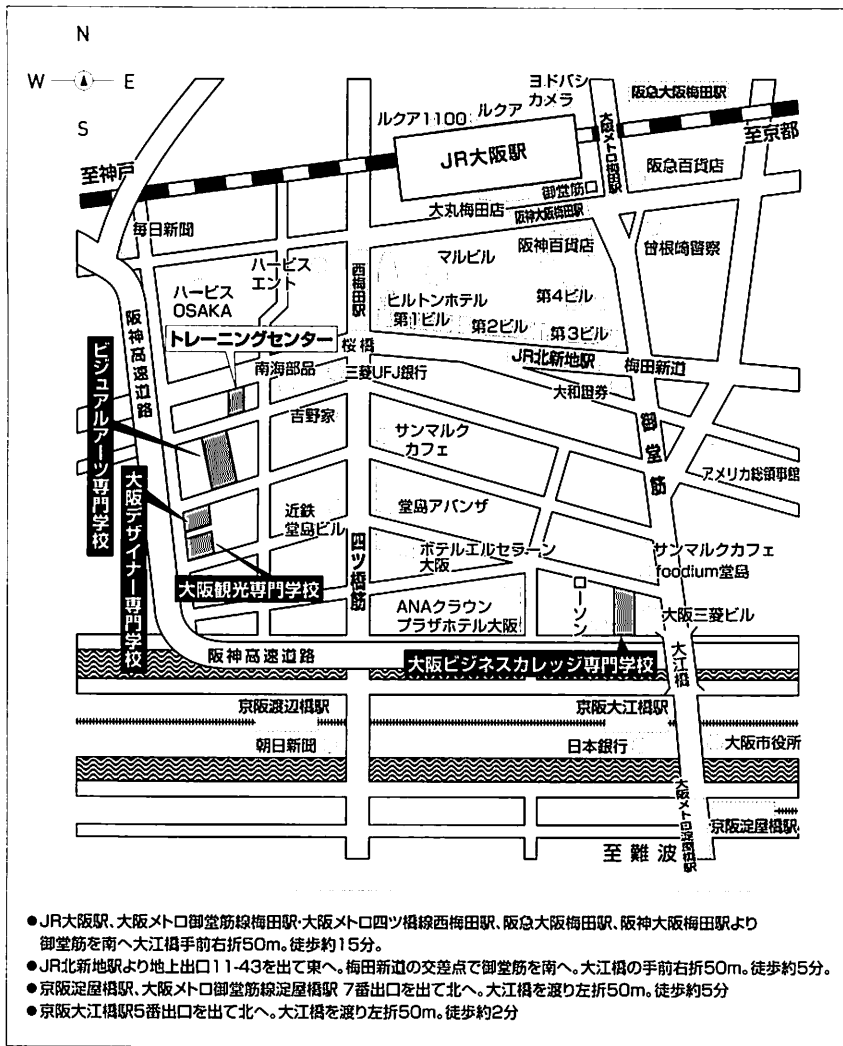 N
W E
S
ヨドバシ
カメラ
阪急大阪梅田駅
ルクア1100
ルクア
JR大阪駅
大阪メトロ梅田駅
至京都
至神戸
阪急百貨店
御堂筋口
大丸梅田店
阪神大阪梅田駅
毎日新聞
阪神百貨店
曽根崎警察
マルビル
ハービス
エント
西梅田駅
ハービス
OSAKA
ヒルトンホテル
第4ビル
第1ビル
第2ビル
第3ビル
阪神高速道路
トレーニングセンター
桜橋
JR北新地駅
梅田新道
南海部品
三菱UFJ銀行
大和証券
ビジュアルアーツ専門学校
吉野家
サンマルク
カフェ
御堂筋
アメリカ総領事館
大阪デザイナー専門学校
近鉄
堂島ビル
堂島アバンザ
四ツ橋筋
ホテルエルセラーン
大阪
サンマルクカフェ
foodium堂島
大阪観光専門学校
ローソン
ANAクラウン
プラザホテル大阪
大阪三菱ビル
阪神高速道路
大阪ビジネスカレッジ専門学校
大江橋
京阪渡辺橋駅
京阪大江橋駅
朝日新聞
日本銀行
大阪市役所
大阪メトロ淀屋橋駅
京阪淀屋橋駅
至難波
●JR大阪駅、大阪メトロ御堂筋線梅田駅・大阪メトロ四ツ橋線西梅田駅、阪急大阪梅田駅、阪神大阪梅田駅より
御堂筋を南へ大江橋手前右折50m。徒歩約15分。
●JR北新地駅より地上出口11-43を出て東へ。梅田新道の交差点で御堂筋を南へ。大江橋の手前右折50m。徒歩約5分。
●京阪淀屋橋駅、大阪メトロ御堂筋線淀屋橋駅 7番出口を出て北へ。大江橋を渡り左折50m。徒歩約5分
●京阪大江橋駅5番出口を出て北へ。大江橋を渡り左折50m。徒歩約2分